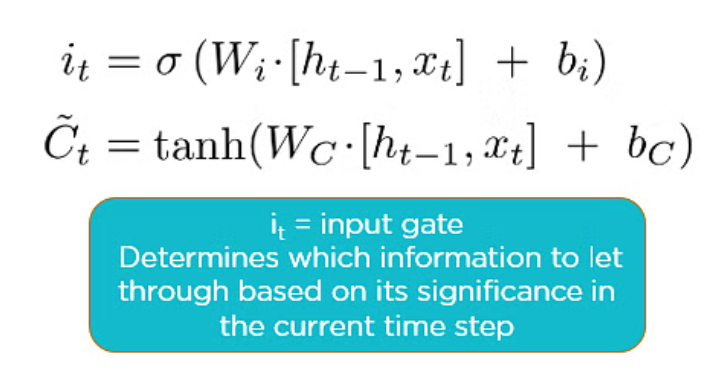 i_t = σ (W_i · [h_{t−1}, x_t] + b_i)
C̃_t = tanh(W_C · [h_{t−1}, x_t] + b_C)
i_t = input gate
Determines which information to let
through based on its significance in
the current time step